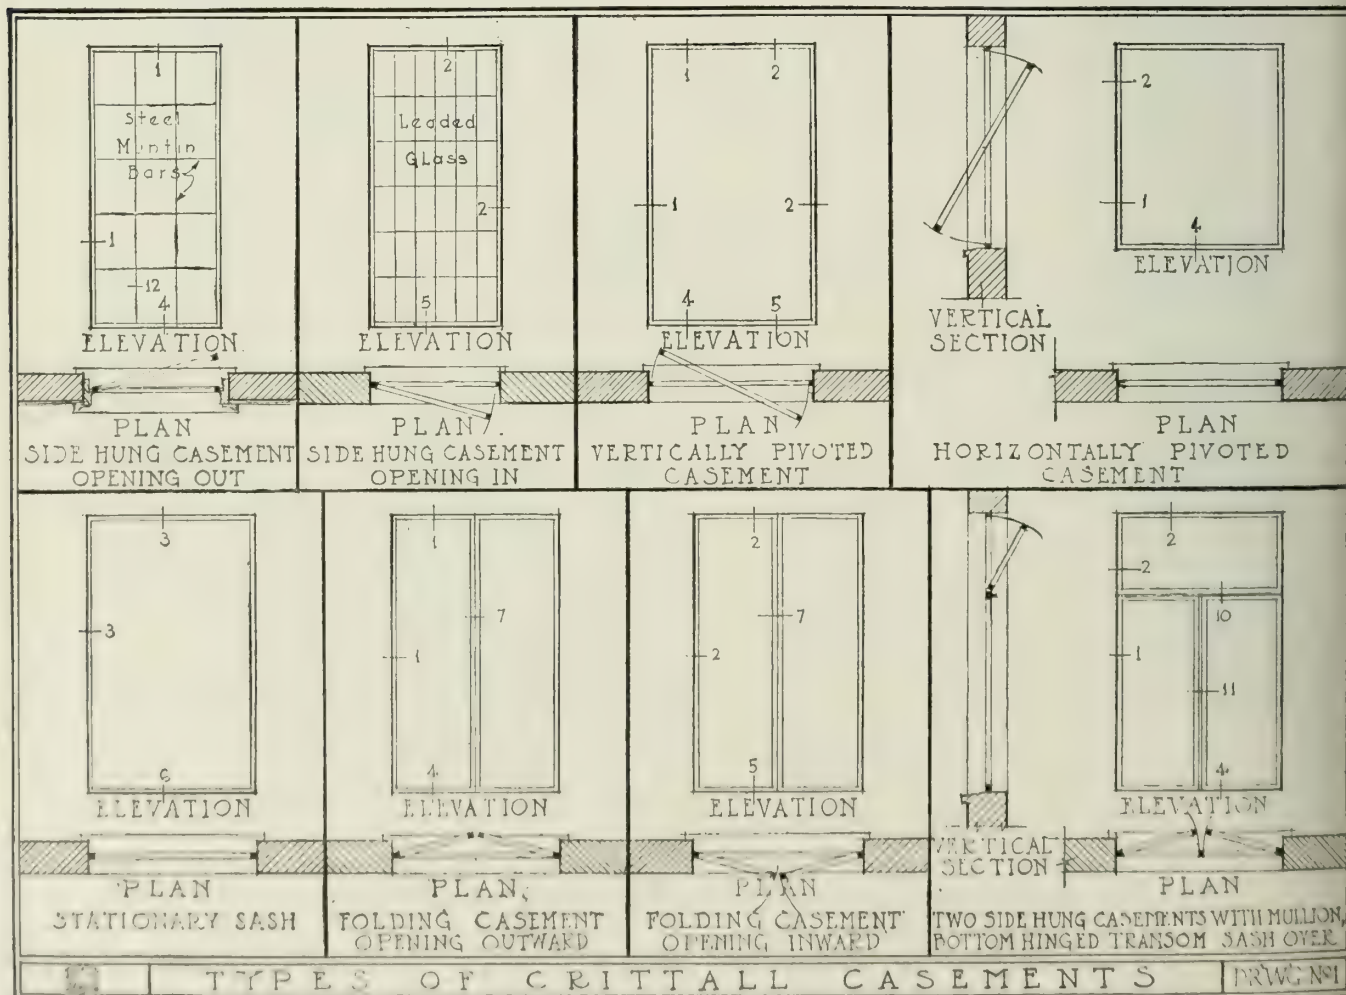 1
Steel
Muntin
Bars
1
12
4
ELEVATION
PLAN
SIDE HUNG CASEMENT
OPENING OUT
2
Leaded
Glass
2
5
ELEVATION
PLAN
SIDE HUNG CASEMENT
OPENING IN
1 2
1 2
4 5
ELEVATION
PLAN
VERTICALLY PIVOTED
CASEMENT
2
1
4
ELEVATION
VERTICAL
SECTION
PLAN
HORIZONTALLY PIVOTED
CASEMENT
3
3
6
ELEVATION
PLAN
STATIONARY SASH
1
7
1
4
ELEVATION
PLAN
FOLDING CASEMENT
OPENING OUTWARD
2
7
2
5
ELEVATION
PLAN
FOLDING CASEMENT
OPENING INWARD
2
2
10
1
11
4
ELEVATION
VERTICAL
SECTION
PLAN
TWO SIDE HUNG CASEMENTS WITH MULLION,
BOTTOM HINGED TRANSOM SASH OVER
TYPES OF CRITTALL CASEMENTS
DRWG No1